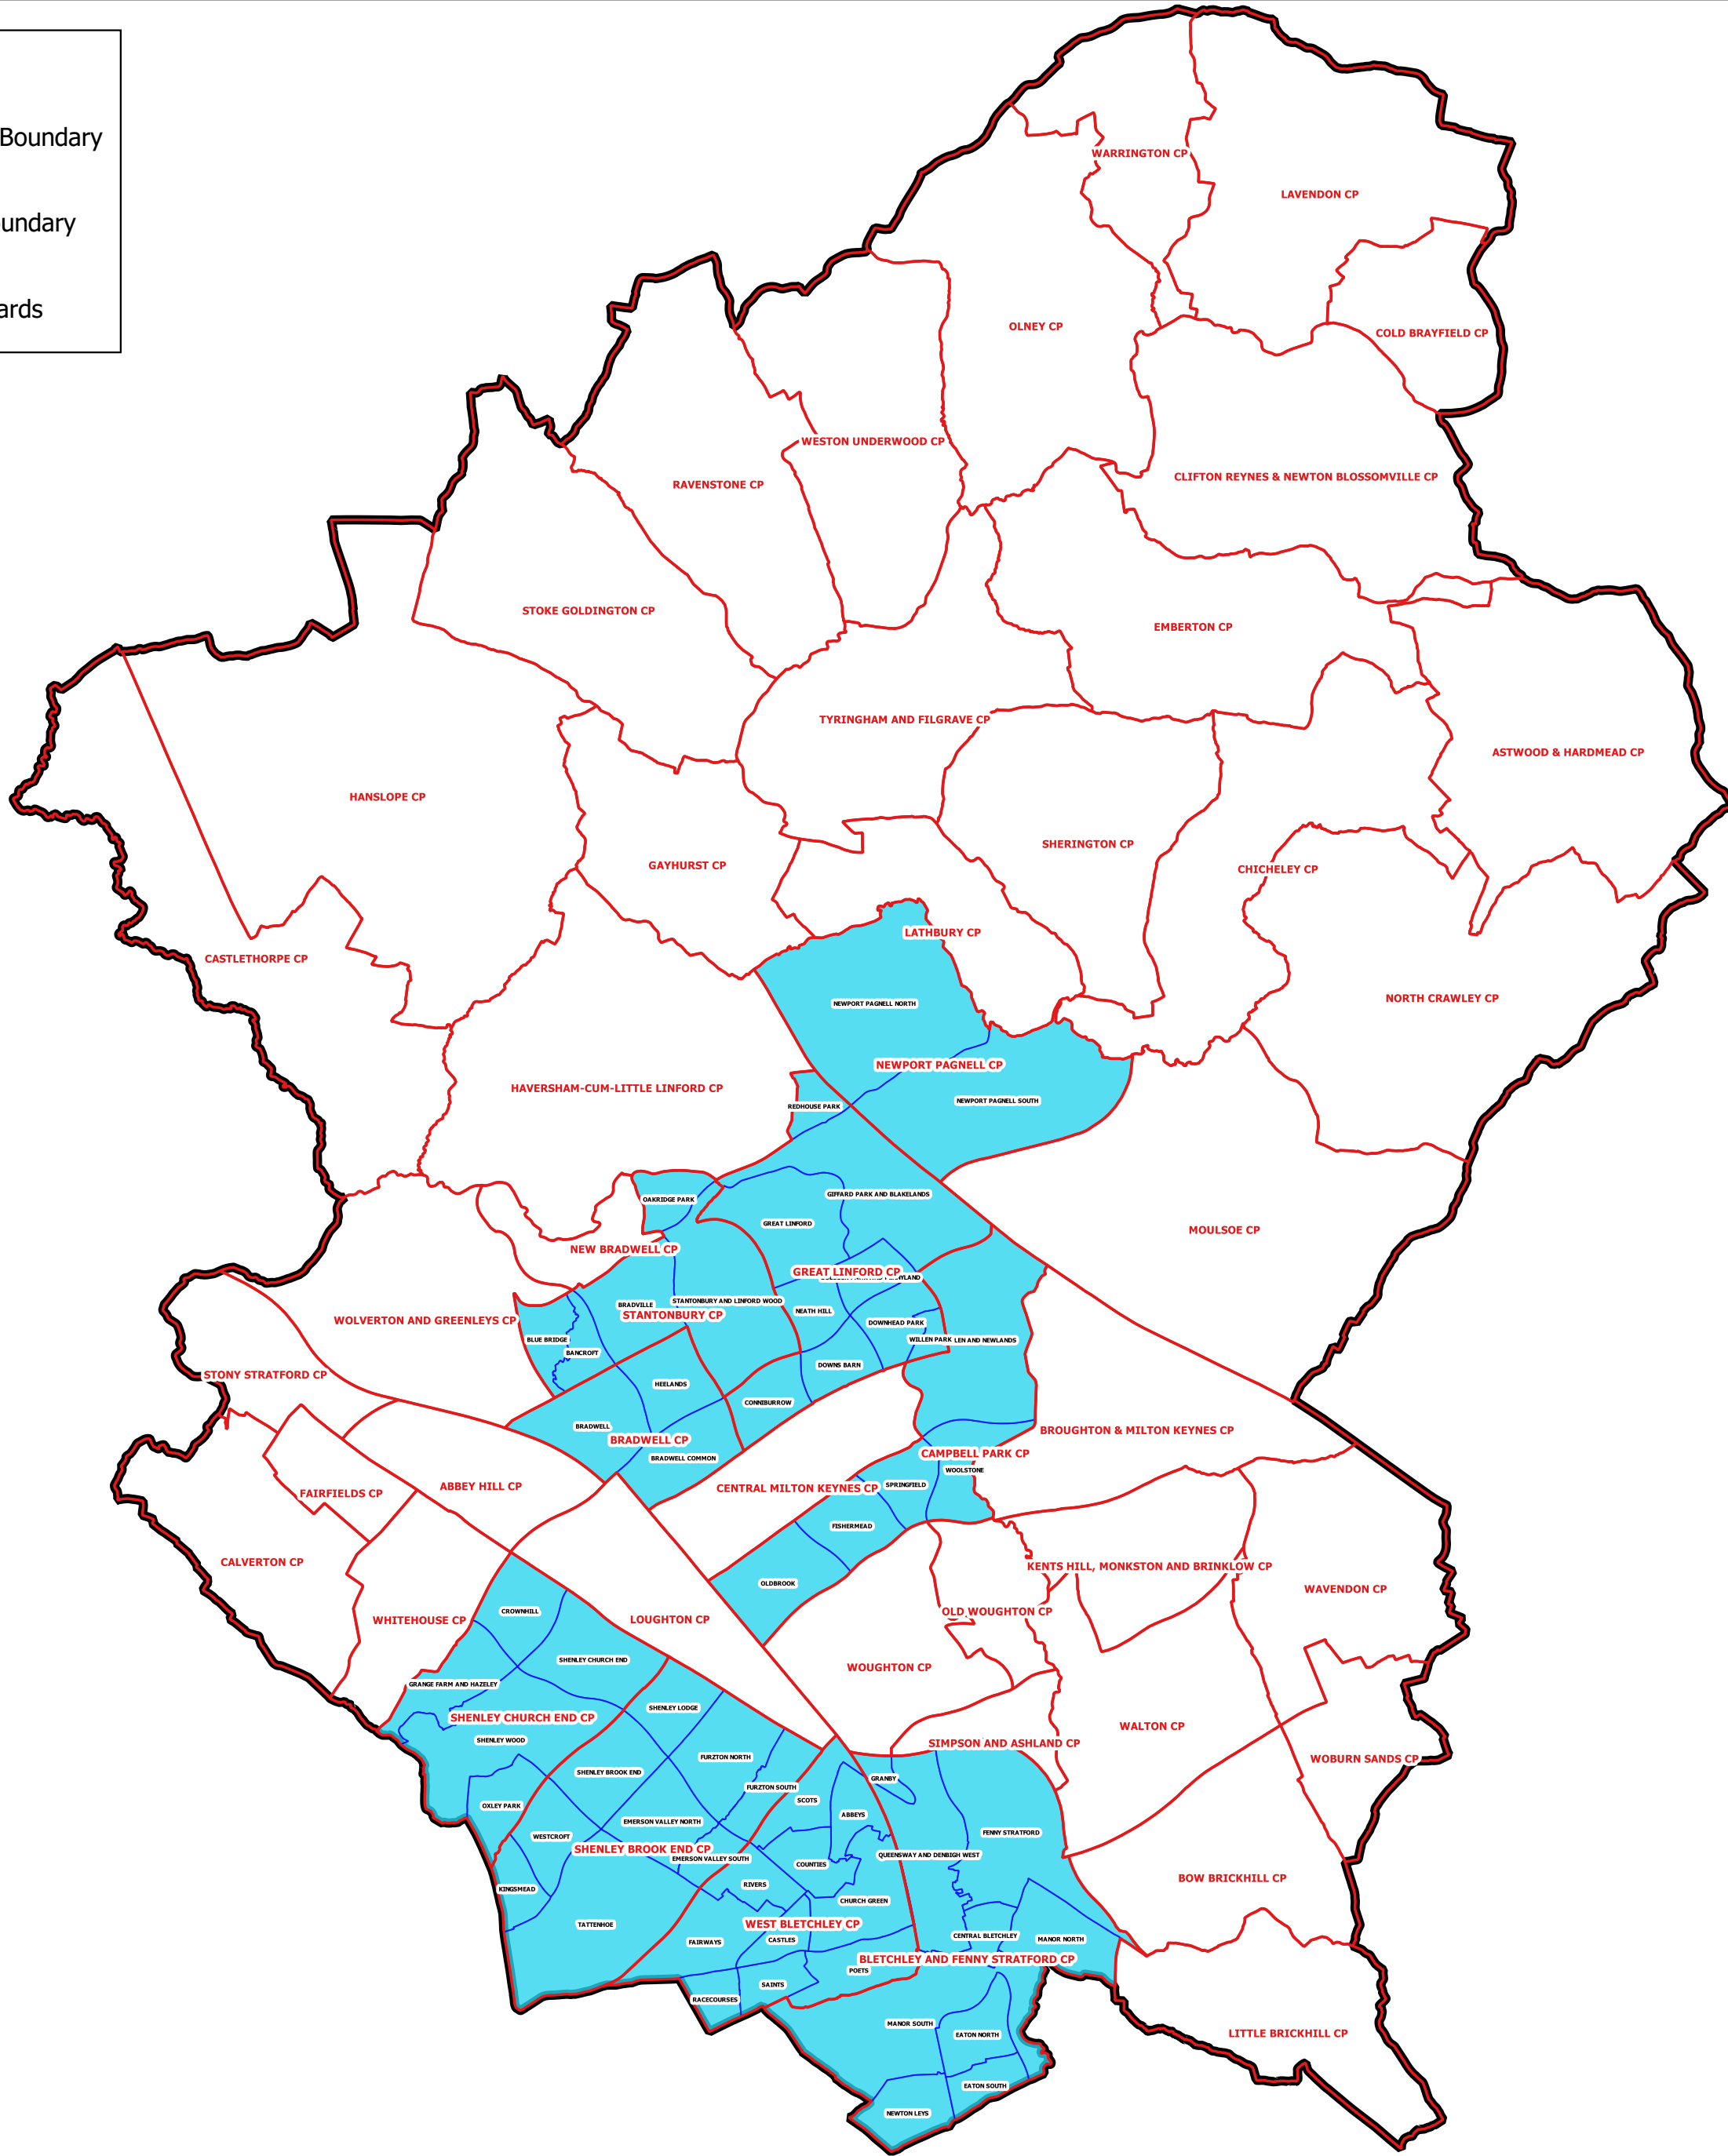 Boundary
undary
ards
WARRINGTON CP
LAVENDON CP
OLNEY CP
COLD BRAYFIELD CP
WESTON UNDERWOOD CP
CLIFTON REYNES & NEWTON BLOSSOMVILLE CP
RAVENSTONE CP
STOKE GOLDINGTON CP
EMBERTON CP
TYRINGHAM AND FILGRAVE CP
ASTWOOD & HARDMEAD CP
HANSLOPE CP
SHERINGTON CP
GAYHURST CP
CHICHELEY CP
LATHBURY CP
CASTLETHORPE CP
NORTH CRAWLEY CP
NEWPORT PAGNELL NORTH
NEWPORT PAGNELL CP
HAVERSHAM-CUM-LITTLE LINFORD CP
NEWPORT PAGNELL SOUTH
REDHOUSE PARK
GIFFARD PARK AND BLAKELANDS
OAKRIDGE PARK
GREAT LINFORD
MOULSOE CP
NEW BRADWELL CP
GREAT LINFORD CP
STANTONBURY AND LINFORD WOOD
BRADVILLE
NEATH HILL
STANTONBURY CP
WOLVERTON AND GREENLEYS CP
DOWNHEAD PARK
BLUE BRIDGE
WILLEN PARK
LEN AND NEWLANDS
BANCROFT
DOWNS BARN
STONY STRATFORD CP
HEELANDS
CONNIBURROW
BRADWELL
BROUGHTON & MILTON KEYNES CP
BRADWELL CP
CAMPBELL PARK CP
BRADWELL COMMON
WOOLSTONE
ABBEY HILL CP
CENTRAL MILTON KEYNES CP
SPRINGFIELD
FAIRFIELDS CP
FISHERMEAD
CALVERTON CP
KENTS HILL, MONKSTON AND BRINKLOW CP
OLDBROOK
WAVENDON CP
CROWNHILL
OLD WOUGHTON CP
WHITEHOUSE CP
LOUGHTON CP
SHENLEY CHURCH END
WOUGHTON CP
GRANGE FARM AND HAZELEY
SHENLEY LODGE
SHENLEY CHURCH END CP
WALTON CP
SHENLEY WOOD
SIMPSON AND ASHLAND CP
FURZTON NORTH
WOBURN SANDS CP
SHENLEY BROOK END
GRANBY
FURZTON SOUTH
SCOTS
OXLEY PARK
ABBEYS
EMERSON VALLEY NORTH
FENNY STRATFORD
WESTCROFT
SHENLEY BROOK END CP
QUEENSWAY AND DENBIGH WEST
EMERSON VALLEY SOUTH
COUNTIES
BOW BRICKHILL CP
RIVERS
KINGSMEAD
CHURCH GREEN
WEST BLETCHLEY CP
TATTENHOE
CENTRAL BLETCHLEY
MANOR NORTH
CASTLES
FAIRWAYS
BLETCHLEY AND FENNY STRATFORD CP
POETS
SAINTS
RACECOURSES
MANOR SOUTH
LITTLE BRICKHILL CP
EATON NORTH
EATON SOUTH
NEWTON LEYS